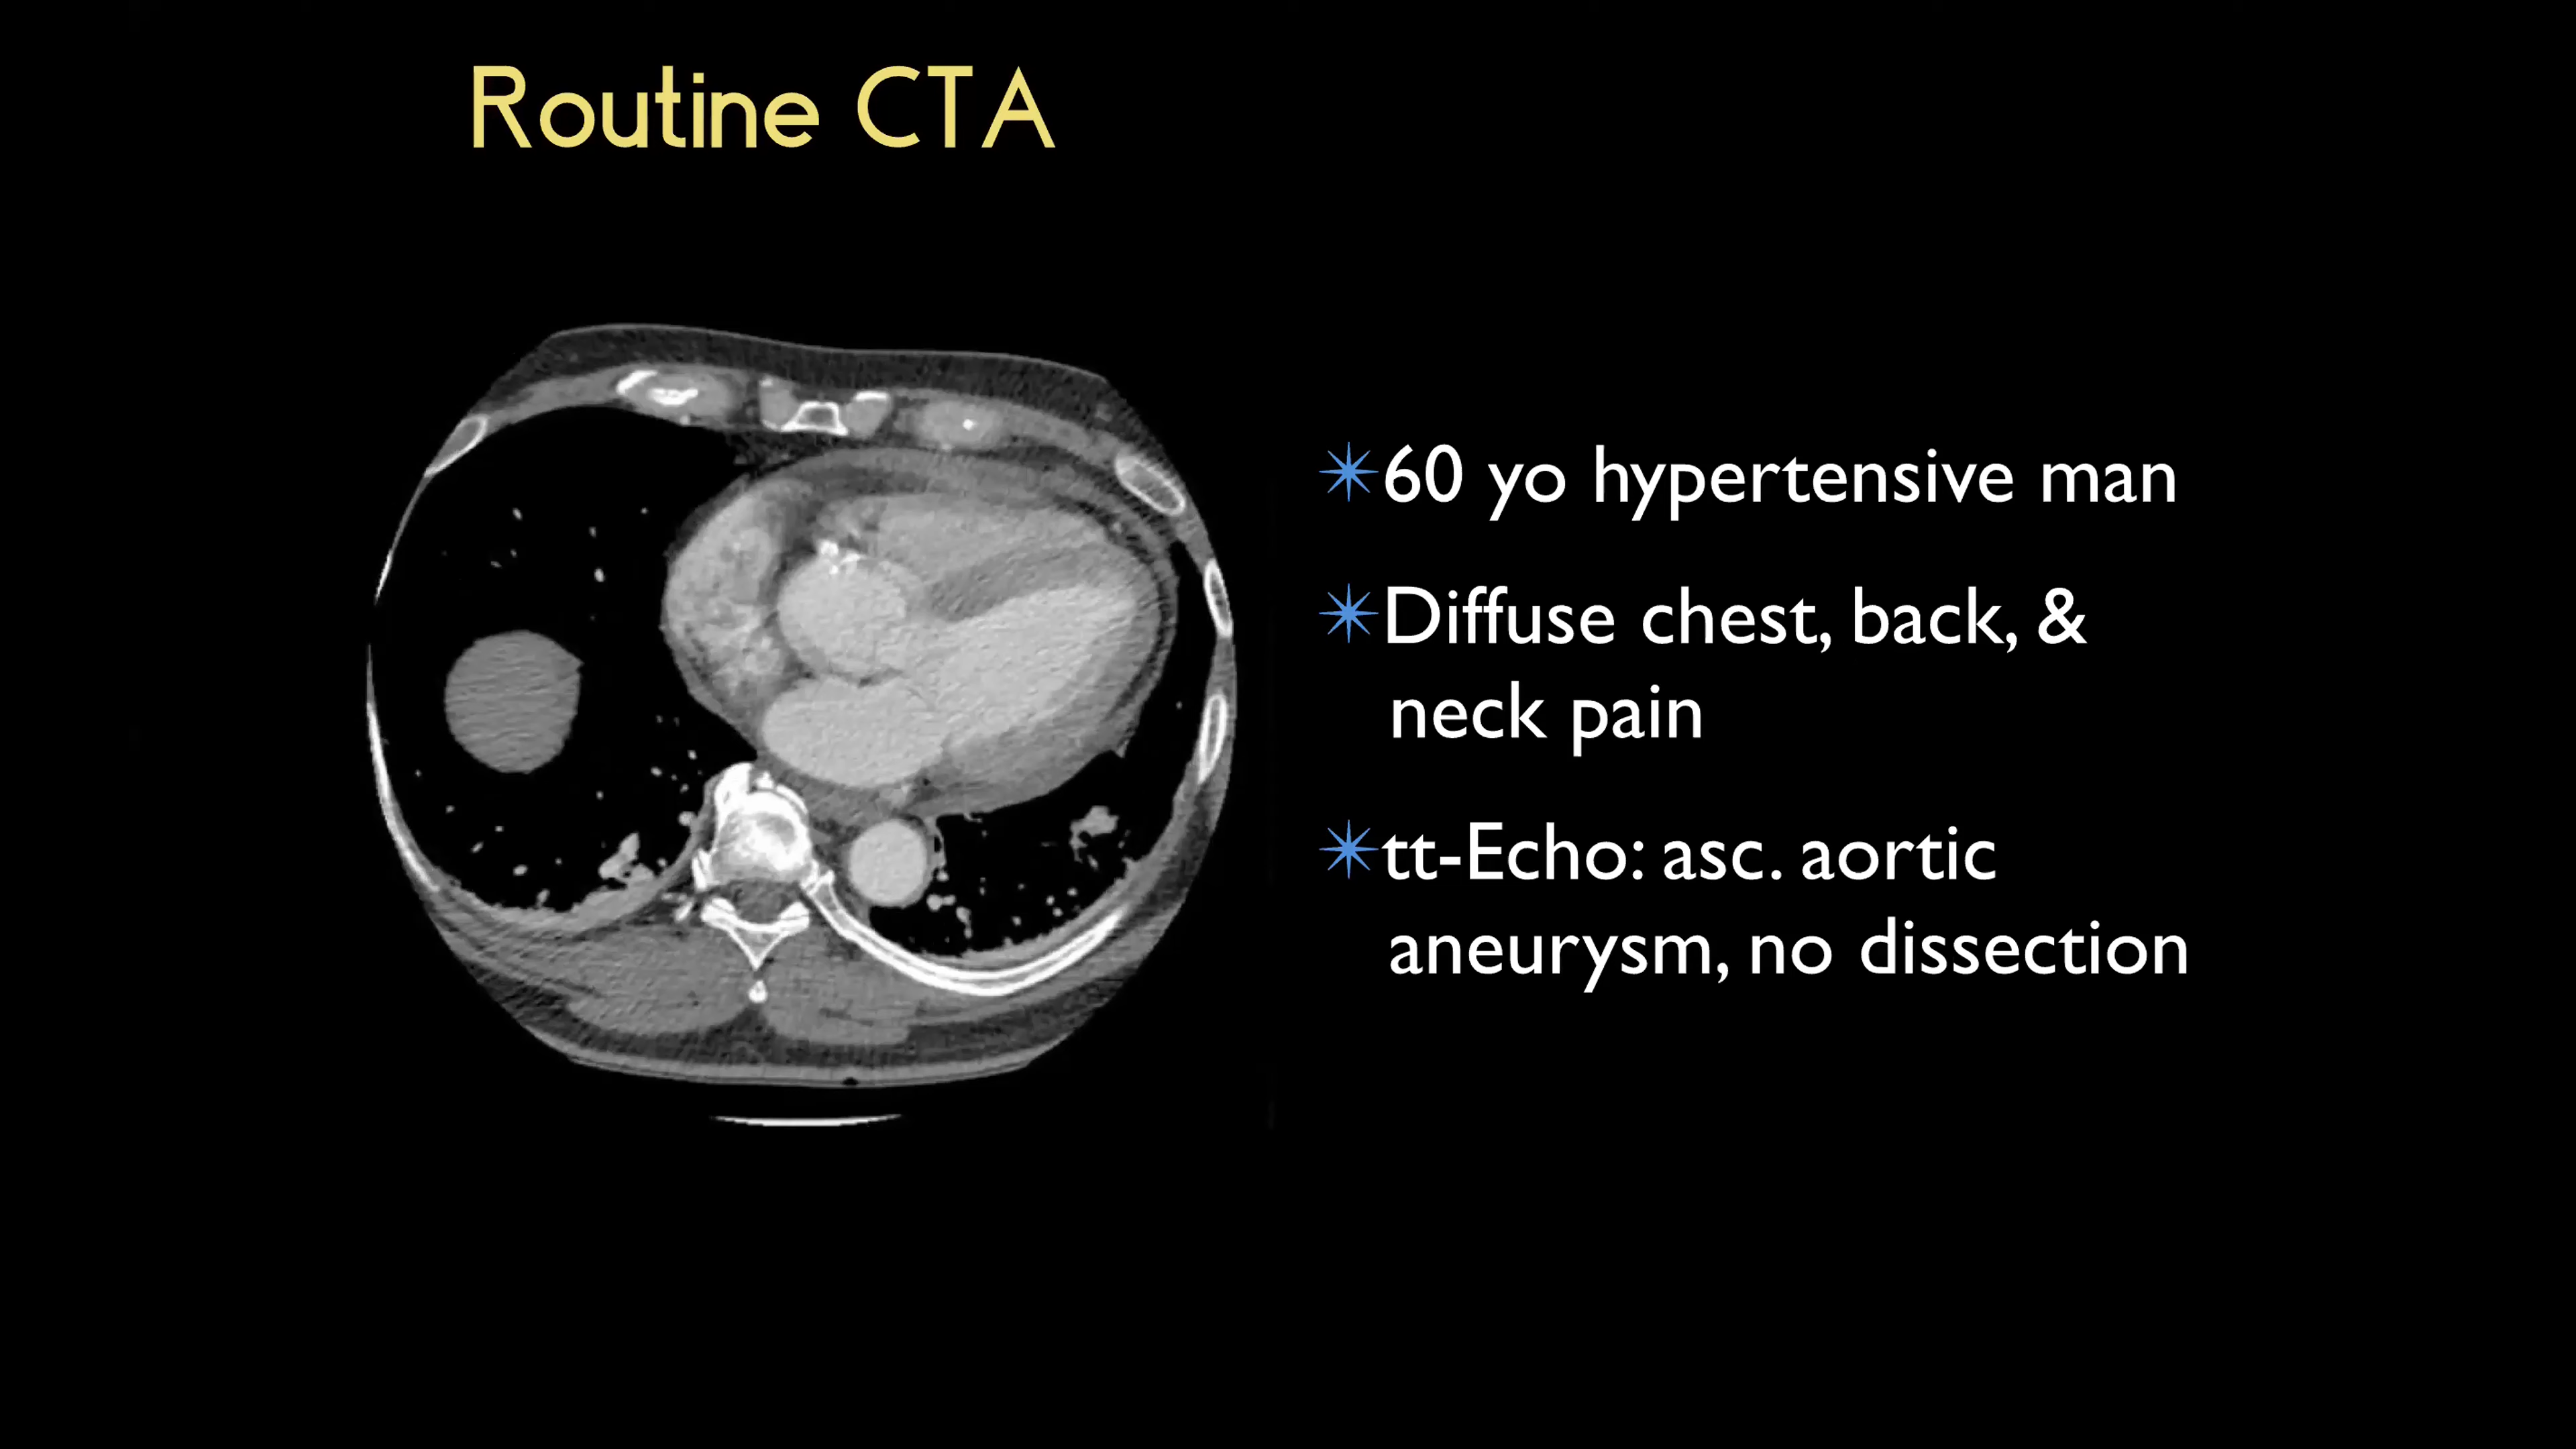 Routine CTA
✴60 yo hypertensive man
✴Diffuse chest, back, &
neck pain
✴tt-Echo: asc. aortic
aneurysm, no dissection